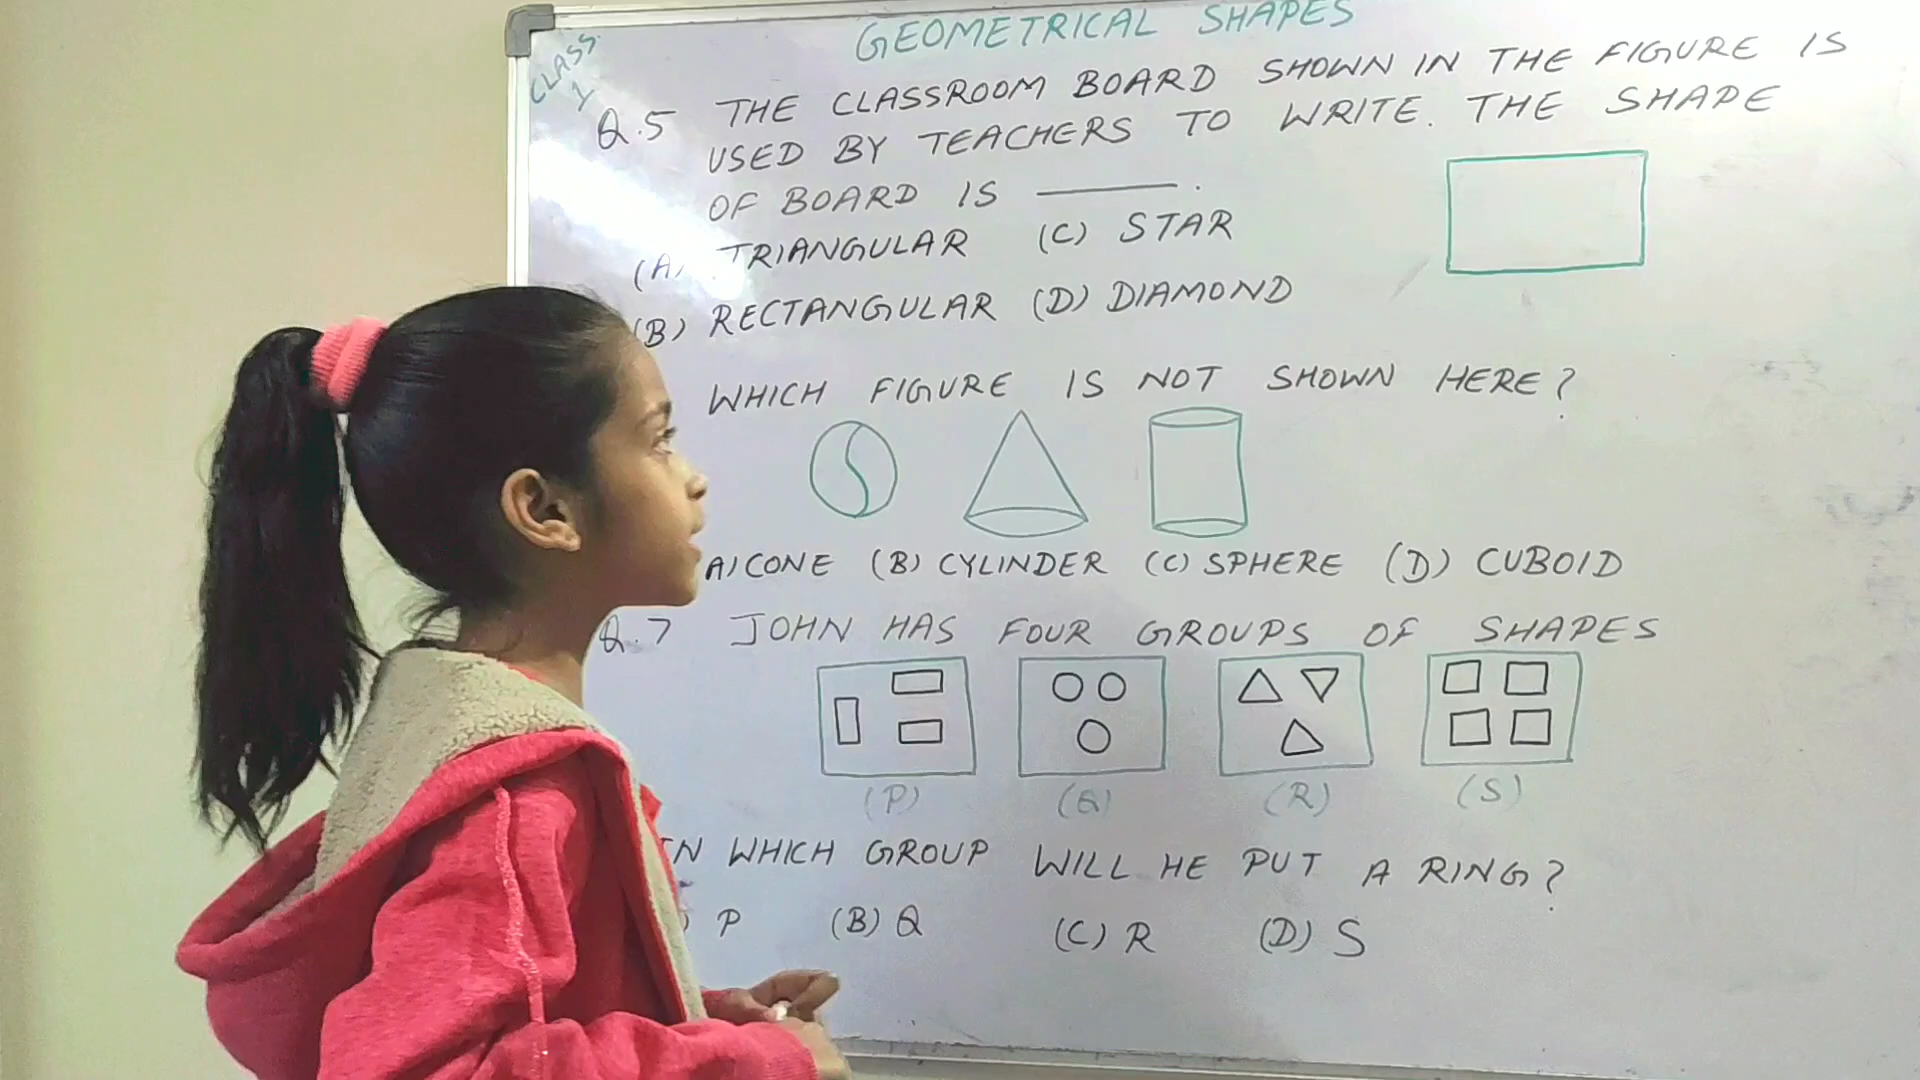 GEOMETRICAL SHAPES
CLASS
1
Q.5 THE CLASSROOM BOARD SHOWN IN THE FIGURE IS
USED BY TEACHERS TO WRITE. THE SHAPE
OF BOARD IS ________.
(A) TRIANGULAR (C) STAR
(B) RECTANGULAR (D) DIAMOND
WHICH FIGURE IS NOT SHOWN HERE?
A) CONE (B) CYLINDER (C) SPHERE (D) CUBOID
Q.7 JOHN HAS FOUR GROUPS OF SHAPES
(P) (Q) (R) (S)
IN WHICH GROUP WILL HE PUT A RING?
) P (B) Q (C) R (D) S